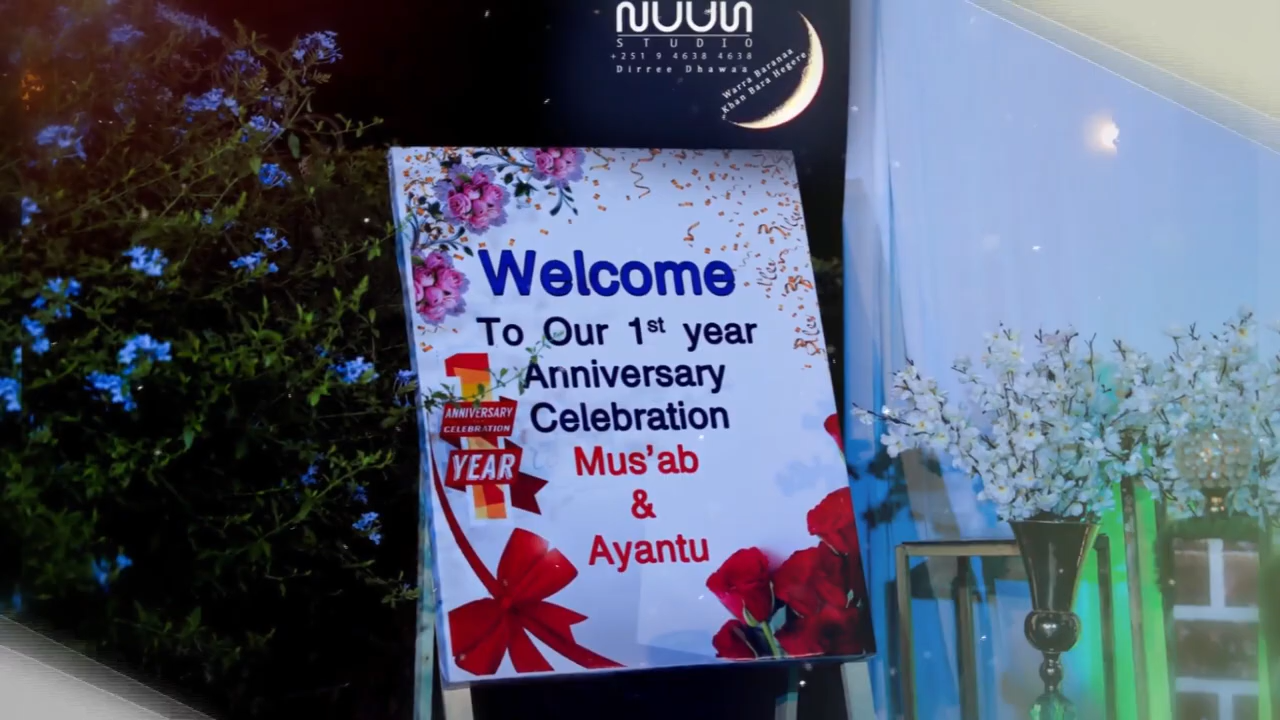 NUUN
STUDIO
+251 9 4638 4638
Dirree Dhawaa
Warra Baranaa
Khan Bara Hegere
Welcome
To Our 1st year
Anniversary
Celebration
Mus'ab
&
Ayantu
1
ANNIVERSARY
CELEBRATION
YEAR